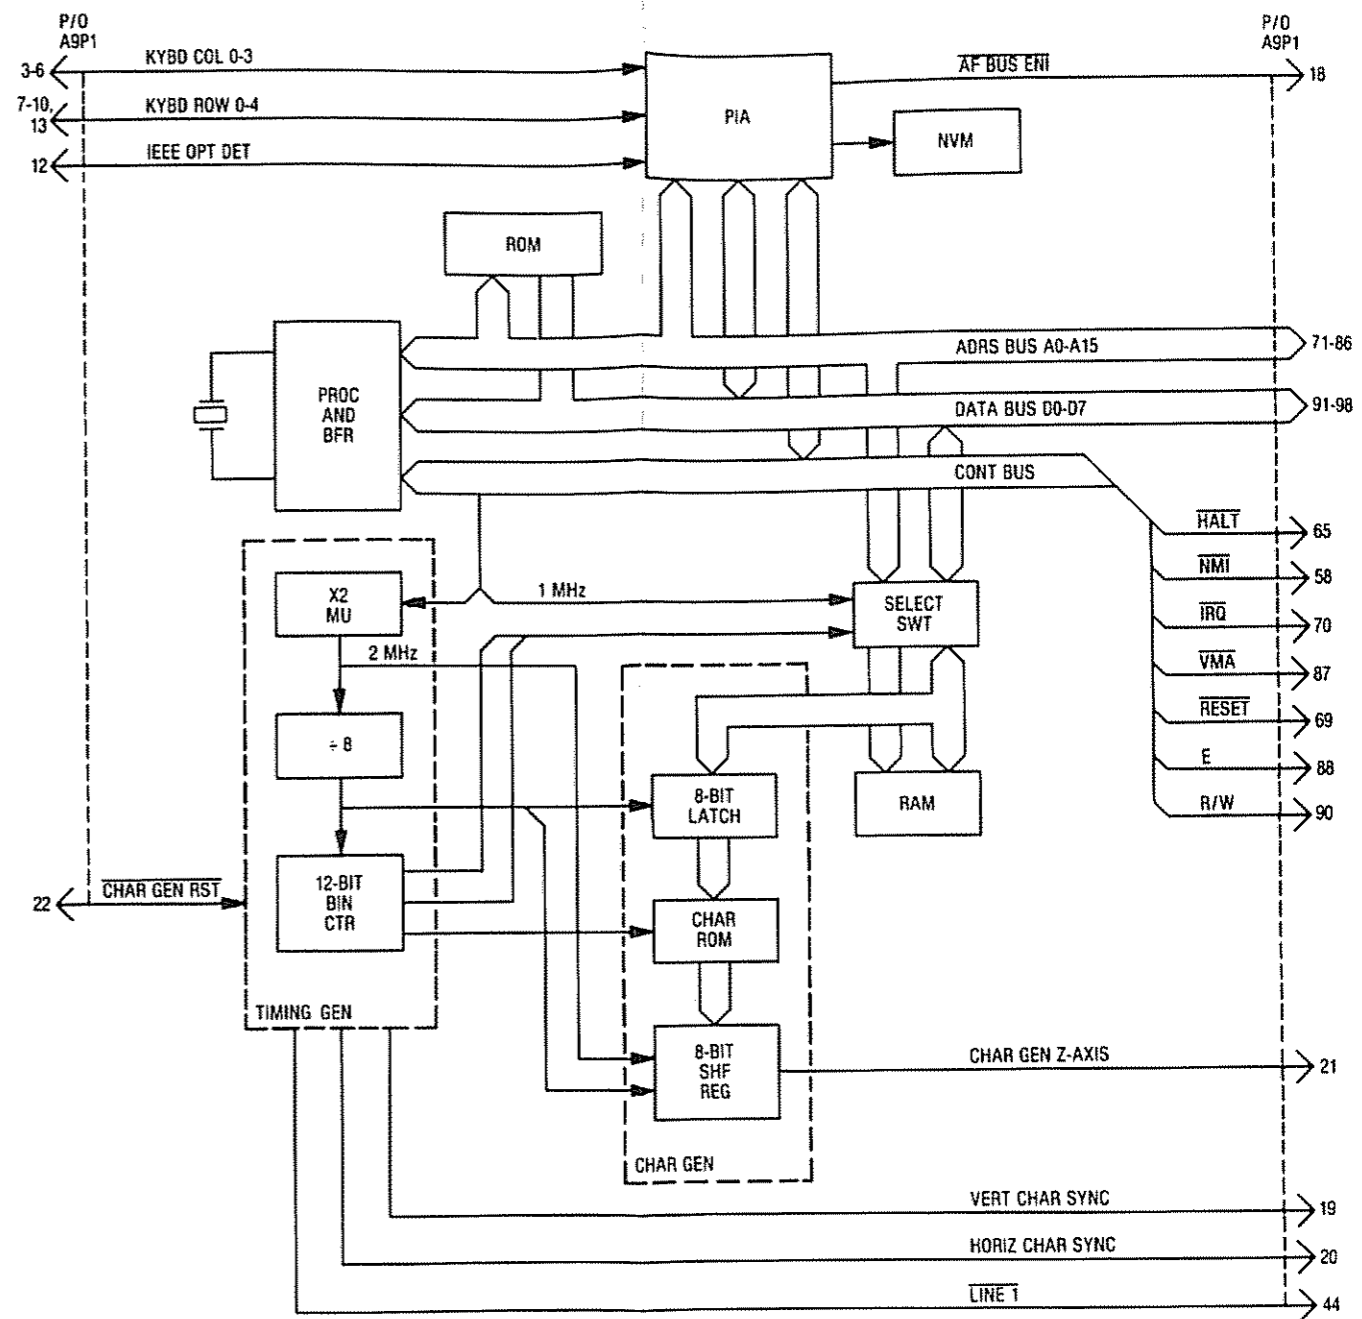 P/O
A9P1
P/O
A9P1
3-6
KYBD COL 0-3
AF BUS ENI
18
7-10,
13
KYBD ROW 0-4
PIA
NVM
12
IEEE OPT DET
ROM
PROC
AND
BFR
ADRS BUS A0-A15
71-86
DATA BUS D0-D7
91-98
CONT BUS
HALT
65
NMI
58
IRQ
70
VMA
87
RESET
69
E
88
R/W
90
X2
MU
1 MHz
SELECT
SWT
2 MHz
÷ 8
8-BIT
LATCH
RAM
22
CHAR GEN RST
12-BIT
BIN
CTR
CHAR
ROM
TIMING GEN
8-BIT
SHF
REG
CHAR GEN Z-AXIS
21
CHAR GEN
VERT CHAR SYNC
19
HORIZ CHAR SYNC
20
LINE 1
44